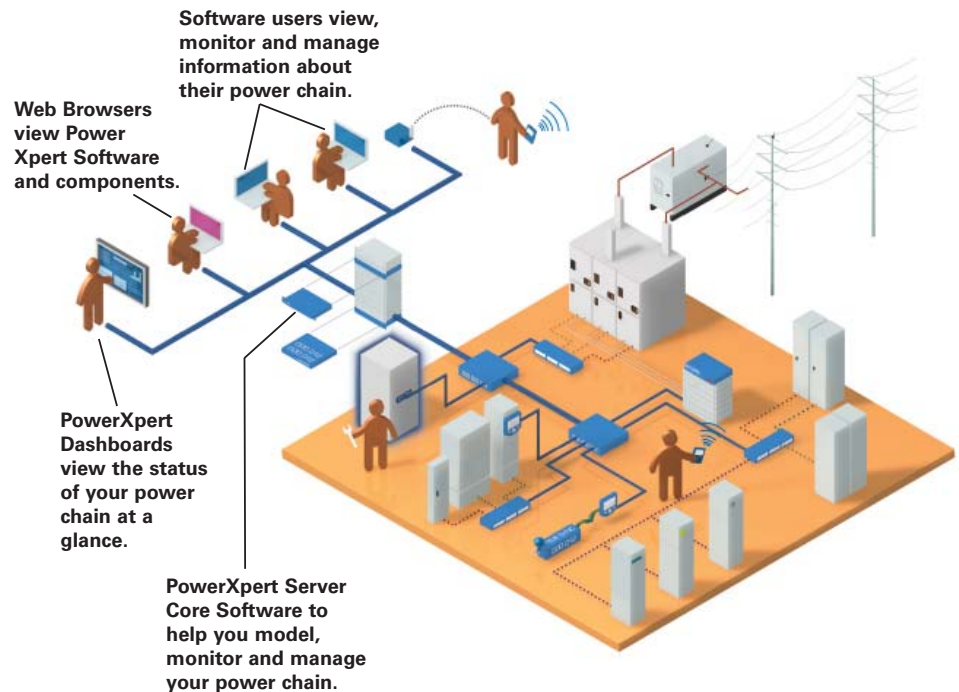 Software users view,
monitor and manage
information about
their power chain.
Web Browsers
view Power
Xpert Software
and components.
PowerXpert
Dashboards
view the status
of your power
chain at a
glance.
PowerXpert Server
Core Software to
help you model,
monitor and manage
your power chain.